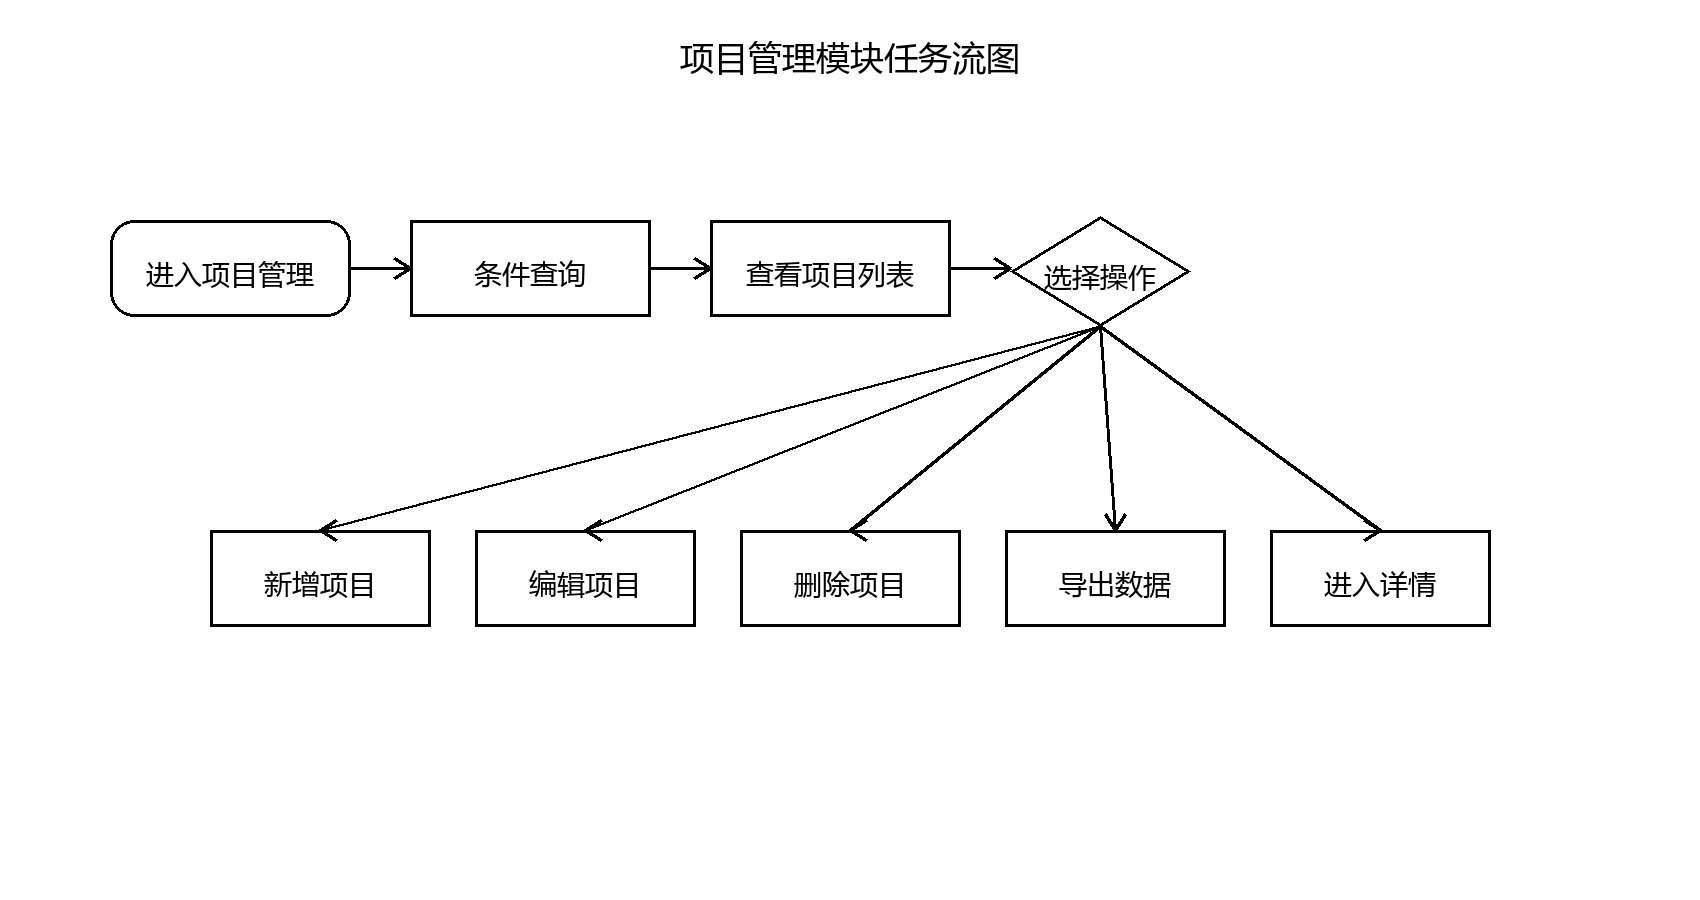 项目管理模块任务流图
进入项目管理
条件查询
查看项目列表
选择操作
新增项目
编辑项目
删除项目
导出数据
进入详情